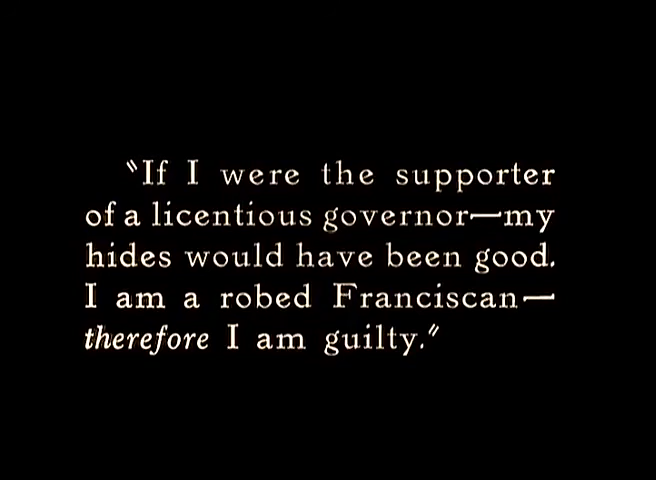 "If I were the supporter
of a licentious governor—my
hides would have been good.
I am a robed Franciscan—
therefore I am guilty."